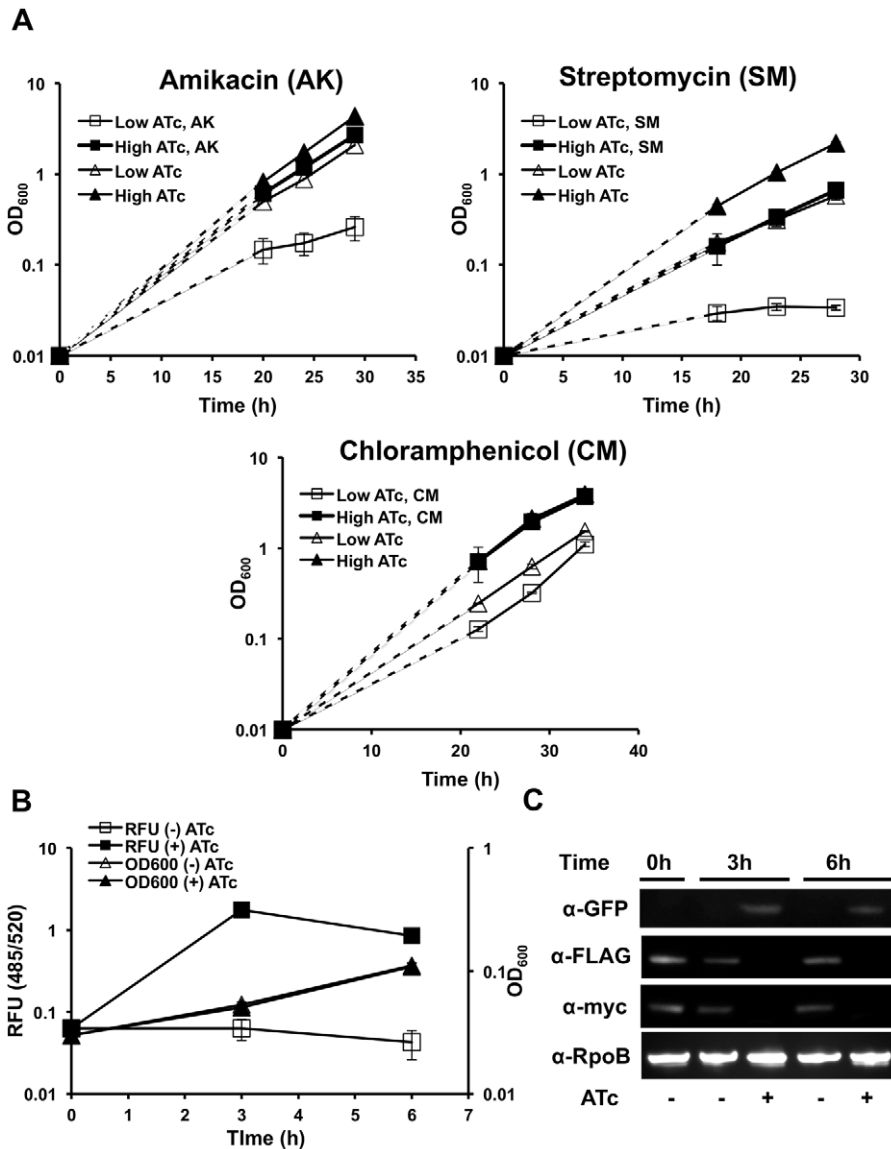 A
Amikacin (AK)
Low ATc, AK
High ATc, AK
Low ATc
High ATc
OD600
10
1
0.1
0.01
0 5 10 15 20 25 30 35
Time (h)
Streptomycin (SM)
Low ATc, SM
High ATc, SM
Low ATc
High ATc
OD600
10
1
0.1
0.01
0 5 10 15 20 25 30
Time (h)
Chloramphenicol (CM)
Low ATc, CM
High ATc, CM
Low ATc
High ATc
OD600
10
1
0.1
0.01
0 10 20 30 40
Time (h)
B
RFU (-) ATc
RFU (+) ATc
OD600 (-) ATc
OD600 (+) ATc
RFU (485/520)
10
1
0.1
0.01
OD600
1
0.1
0.01
0 1 2 3 4 5 6 7
TIme (h)
C
Time 0h 3h 6h
α-GFP
α-FLAG
α-myc
α-RpoB
ATc - - + - +